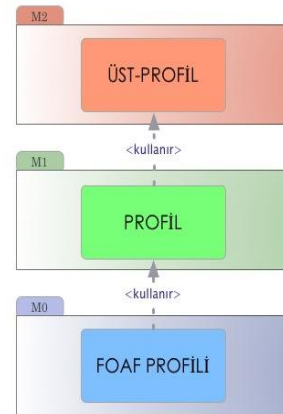 M2
ÜST-PROFİL
<kullanır>
M1
PROFİL
<kullanır>
M0
FOAF PROFİLİ